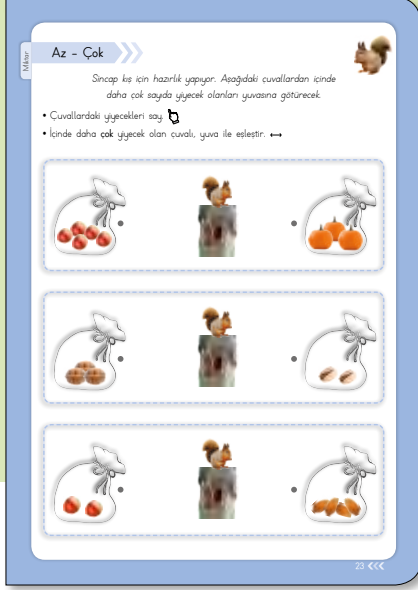 Miktar
Az - Çok
Sincap kış için hazırlık yapıyor. Aşağıdaki çuvallardan içinde
daha çok sayıda yiyecek olanları yuvasına götürecek.
• Çuvallardaki yiyecekleri say.
• İçinde daha çok yiyecek olan çuvalı, yuva ile eşleştir.
23